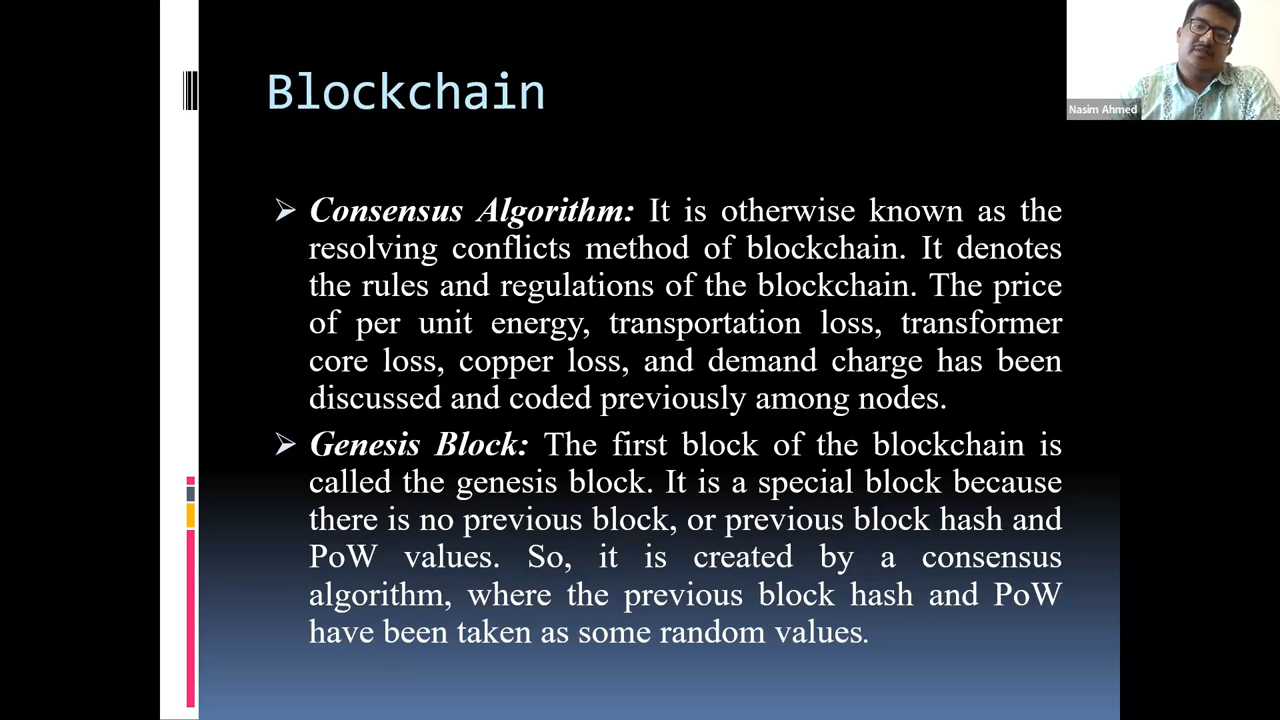 Blockchain
Nasim Ahmed
➢ Consensus Algorithm: It is otherwise known as the
resolving conflicts method of blockchain. It denotes
the rules and regulations of the blockchain. The price
of per unit energy, transportation loss, transformer
core loss, copper loss, and demand charge has been
discussed and coded previously among nodes.
➢ Genesis Block: The first block of the blockchain is
called the genesis block. It is a special block because
there is no previous block, or previous block hash and
PoW values. So, it is created by a consensus
algorithm, where the previous block hash and PoW
have been taken as some random values.